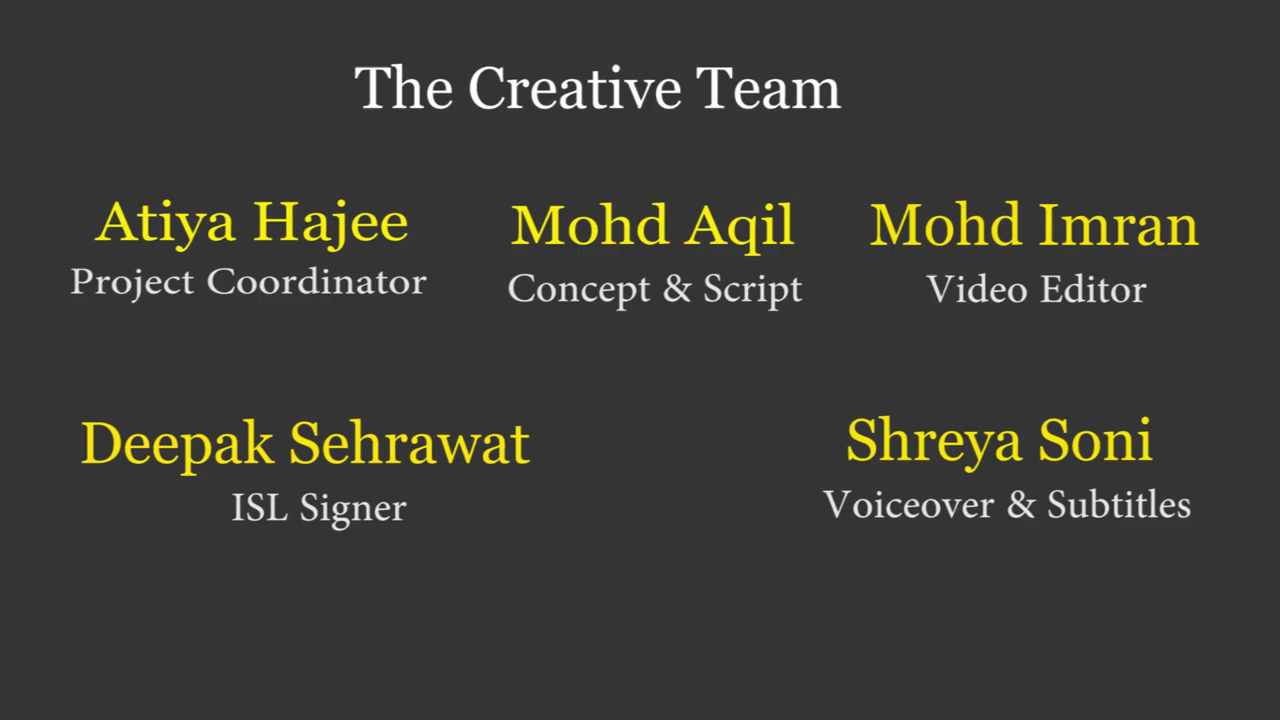 The Creative Team
Atiya Hajee
Project Coordinator
Mohd Aqil
Concept & Script
Mohd Imran
Video Editor
Deepak Sehrawat
ISL Signer
Shreya Soni
Voiceover & Subtitles